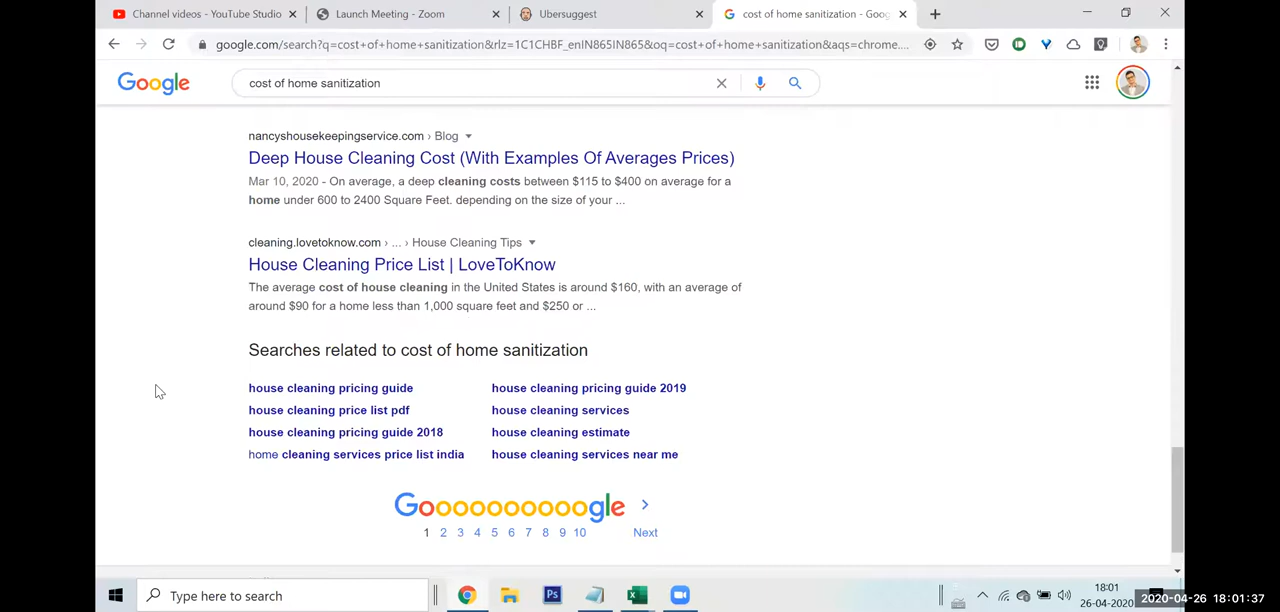 Channel videos - YouTube Studio
Launch Meeting - Zoom
Ubersuggest
cost of home sanitization - Goog
google.com/search?q=cost+of+home+sanitization&rlz=1C1CHBF_enIN865IN865&oq=cost+of+home+sanitization&aqs=chrome....
Google
cost of home sanitization
nancyshousekeepingservice.com › Blog
Deep House Cleaning Cost (With Examples Of Averages Prices)
Mar 10, 2020 - On average, a deep cleaning costs between $115 to $400 on average for a
home under 600 to 2400 Square Feet. depending on the size of your ...
cleaning.lovetoknow.com › ... › House Cleaning Tips
House Cleaning Price List | LoveToKnow
The average cost of house cleaning in the United States is around $160, with an average of
around $90 for a home less than 1,000 square feet and $250 or ...
Searches related to cost of home sanitization
house cleaning pricing guide
house cleaning pricing guide 2019
house cleaning price list pdf
house cleaning services
house cleaning pricing guide 2018
house cleaning estimate
home cleaning services price list india
house cleaning services near me
Goooooooooogle
1 2 3 4 5 6 7 8 9 10 Next
Type here to search
Ps
18:01
26-04-2020
2020-04-26 18:01:37